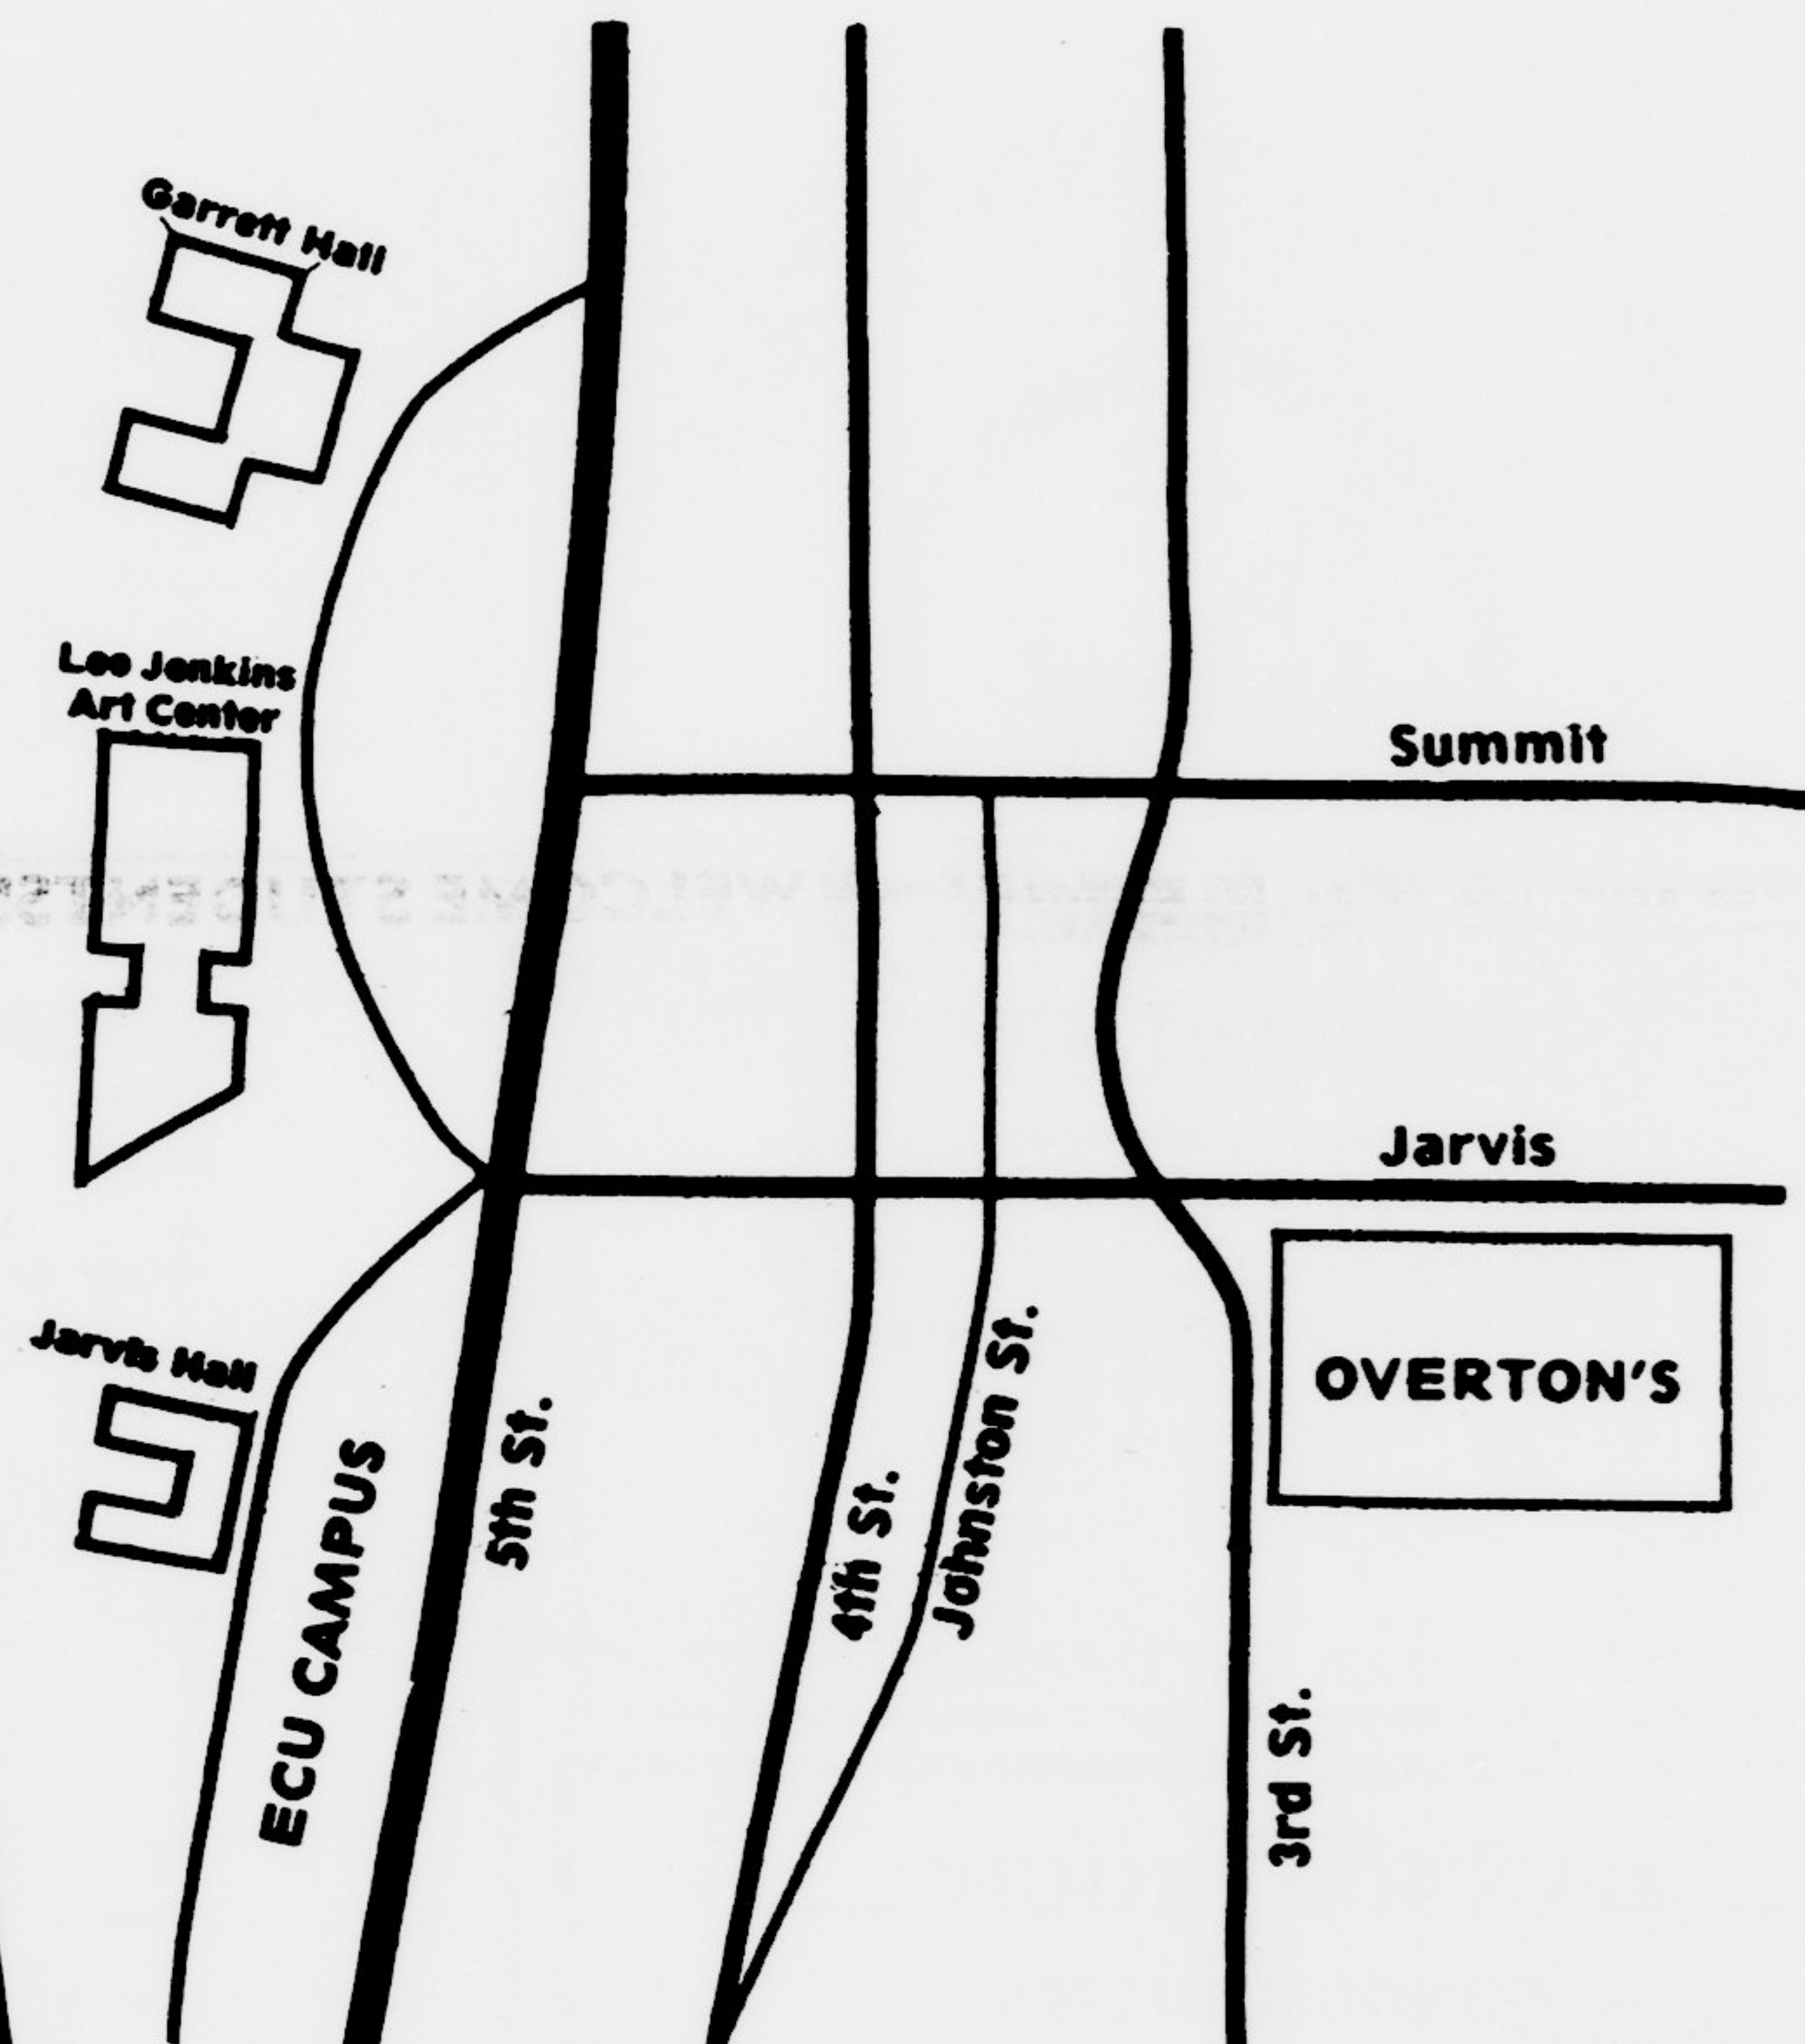 Garrett Hall
Leo Jenkins
Art Center
Summit
Jarvis
Jarvis Hall
OVERTON'S
5th St.
4th St.
Johnston St.
ECU CAMPUS
3rd St.